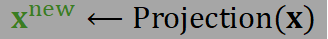 x^new ← Projection(x)